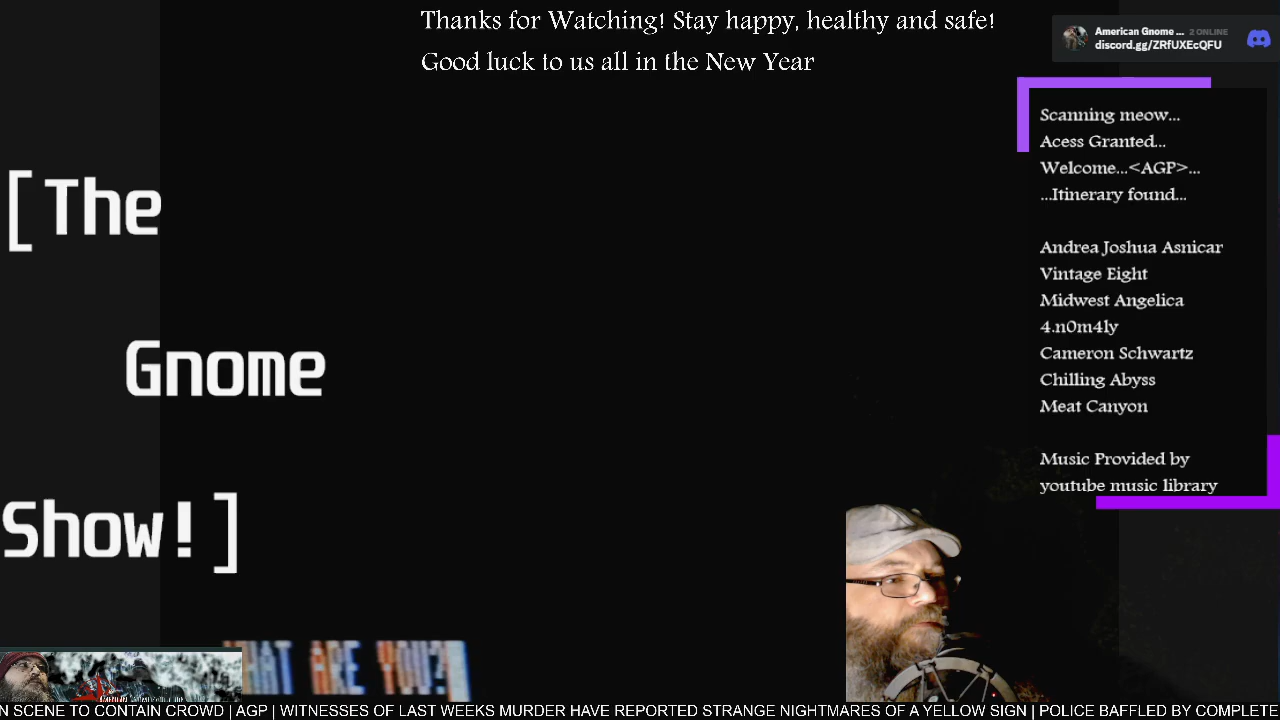 Thanks for Watching! Stay happy, healthy and safe!
Good luck to us all in the New Year
American Gnome ... 2 ONLINE
discord.gg/ZRfUXEcQFU
Scanning meow...
Acess Granted...
Welcome...<AGP>...
...Itinerary found...
Andrea Joshua Asnicar
Vintage Eight
Midwest Angelica
4.n0m4ly
Cameron Schwartz
Chilling Abyss
Meat Canyon
Music Provided by
youtube music library
[The
Gnome
Show!]
WHAT ARE YOU?
N SCENE TO CONTAIN CROWD | AGP | WITNESSES OF LAST WEEKS MURDER HAVE REPORTED STRANGE NIGHTMARES OF A YELLOW SIGN | POLICE BAFFLED BY COMPLETE